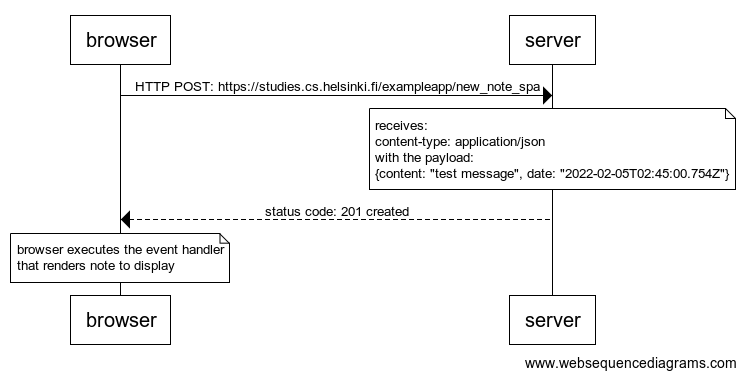 browser
server
HTTP POST: https://studies.cs.helsinki.fi/exampleapp/new_note_spa
receives:
content-type: application/json
with the payload:
{content: "test message", date: "2022-02-05T02:45:00.754Z"}
status code: 201 created
browser executes the event handler
that renders note to display
browser
server
www.websequencediagrams.com